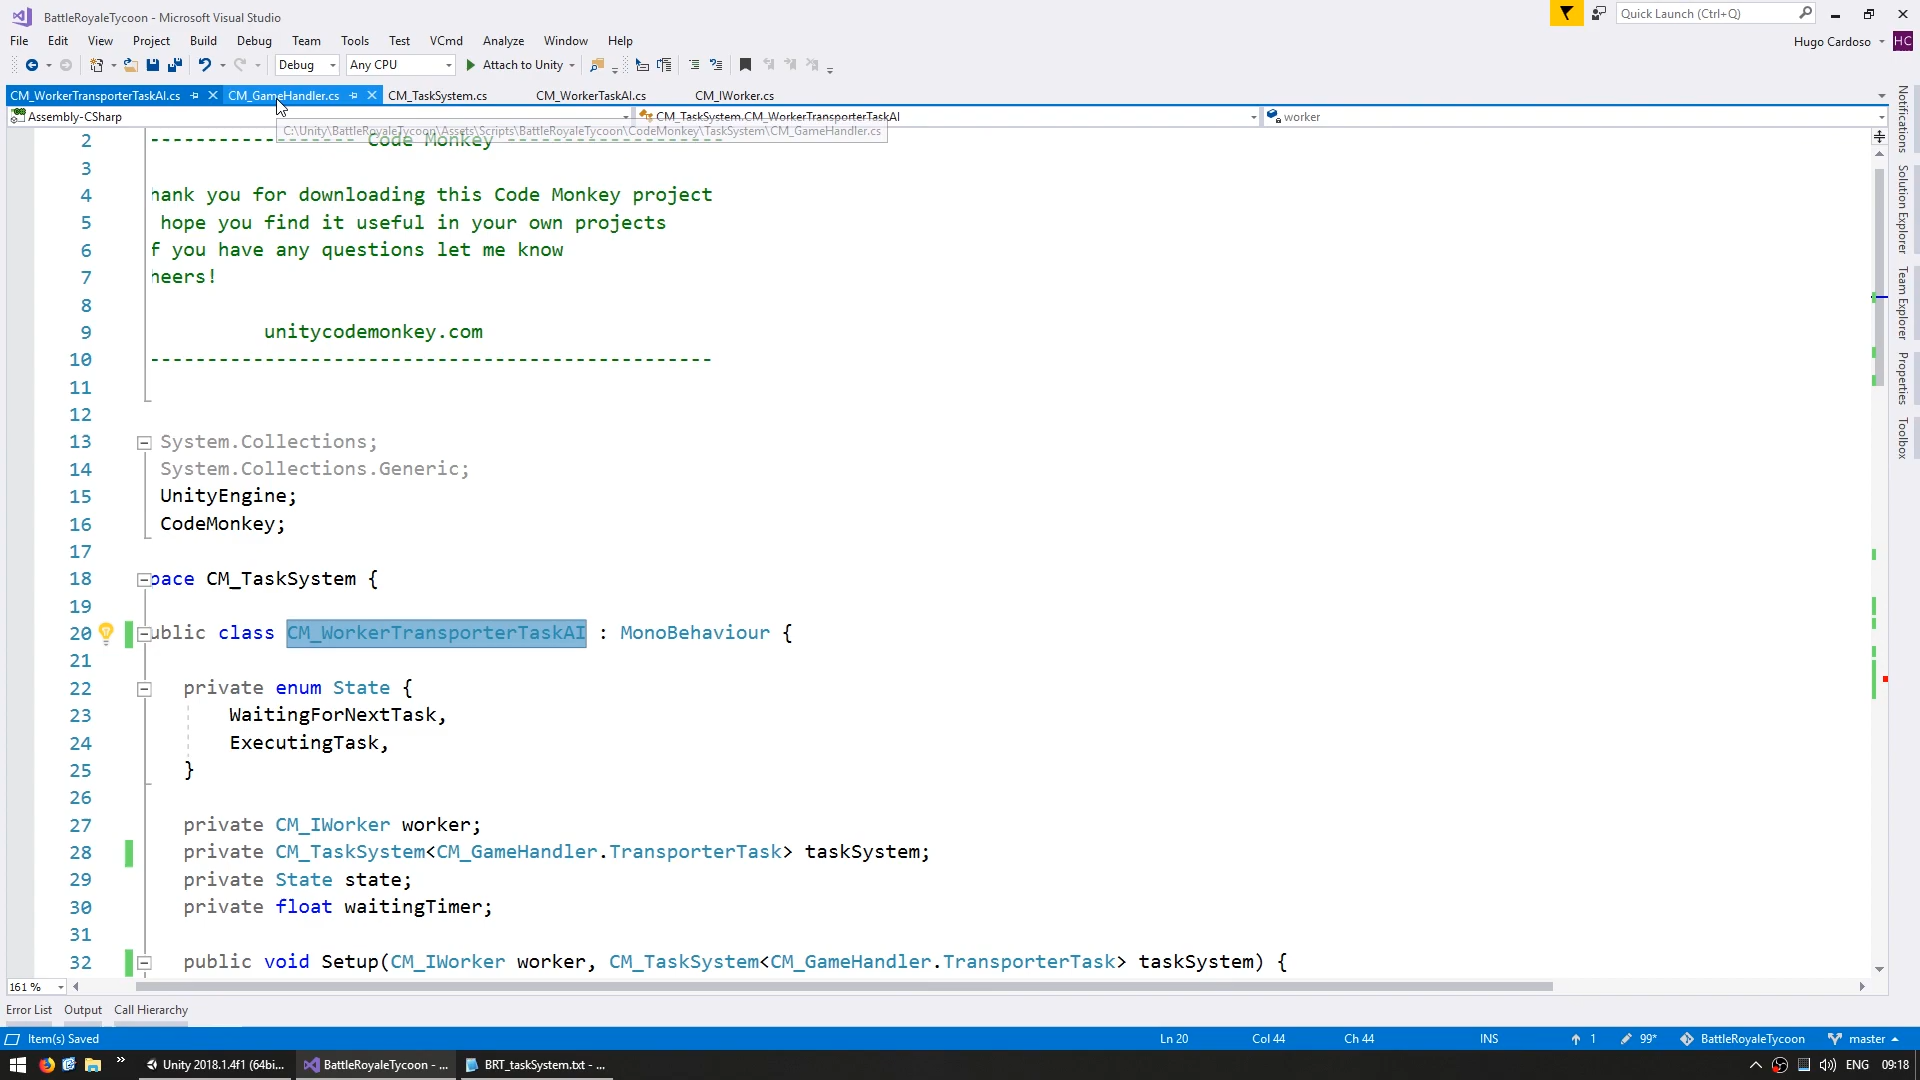 BattleRoyaleTycoon - Microsoft Visual Studio
Quick Launch (Ctrl+Q)
File Edit View Project Build Debug Team Tools Test VCmd Analyze Window Help
Hugo Cardoso HC
Debug Any CPU Attach to Unity
CM_WorkerTransporterTaskAI.cs CM_GameHandler.cs CM_TaskSystem.cs CM_WorkerTaskAI.cs CM_IWorker.cs
Assembly-CSharp CM_TaskSystem.CM_WorkerTransporterTaskAI worker
C:\Unity\BattleRoyaleTycoon\Assets\Scripts\BattleRoyaleTycoon\CodeMonkey\TaskSystem\CM_GameHandler.cs
2 ------------------ Code Monkey -------------------
3
4 hank you for downloading this Code Monkey project
5 hope you find it useful in your own projects
6 f you have any questions let me know
7 heers!
8
9 unitycodemonkey.com
10 --------------------------------------------------
11
12
13 System.Collections;
14 System.Collections.Generic;
15 UnityEngine;
16 CodeMonkey;
17
18 pace CM_TaskSystem {
19
20 ublic class CM_WorkerTransporterTaskAI : MonoBehaviour {
21
22 private enum State {
23 WaitingForNextTask,
24 ExecutingTask,
25 }
26
27 private CM_IWorker worker;
28 private CM_TaskSystem<CM_GameHandler.TransporterTask> taskSystem;
29 private State state;
30 private float waitingTimer;
31
32 public void Setup(CM_IWorker worker, CM_TaskSystem<CM_GameHandler.TransporterTask> taskSystem) {
Notifications
Solution Explorer
Team Explorer
Properties
Toolbox
161 %
Error List Output Call Hierarchy
Item(s) Saved Ln 20 Col 44 Ch 44 INS 1 99* BattleRoyaleTycoon master
Unity 2018.1.4f1 (64bi... BattleRoyaleTycoon - ... BRT_taskSystem.txt - ... ENG 09:18